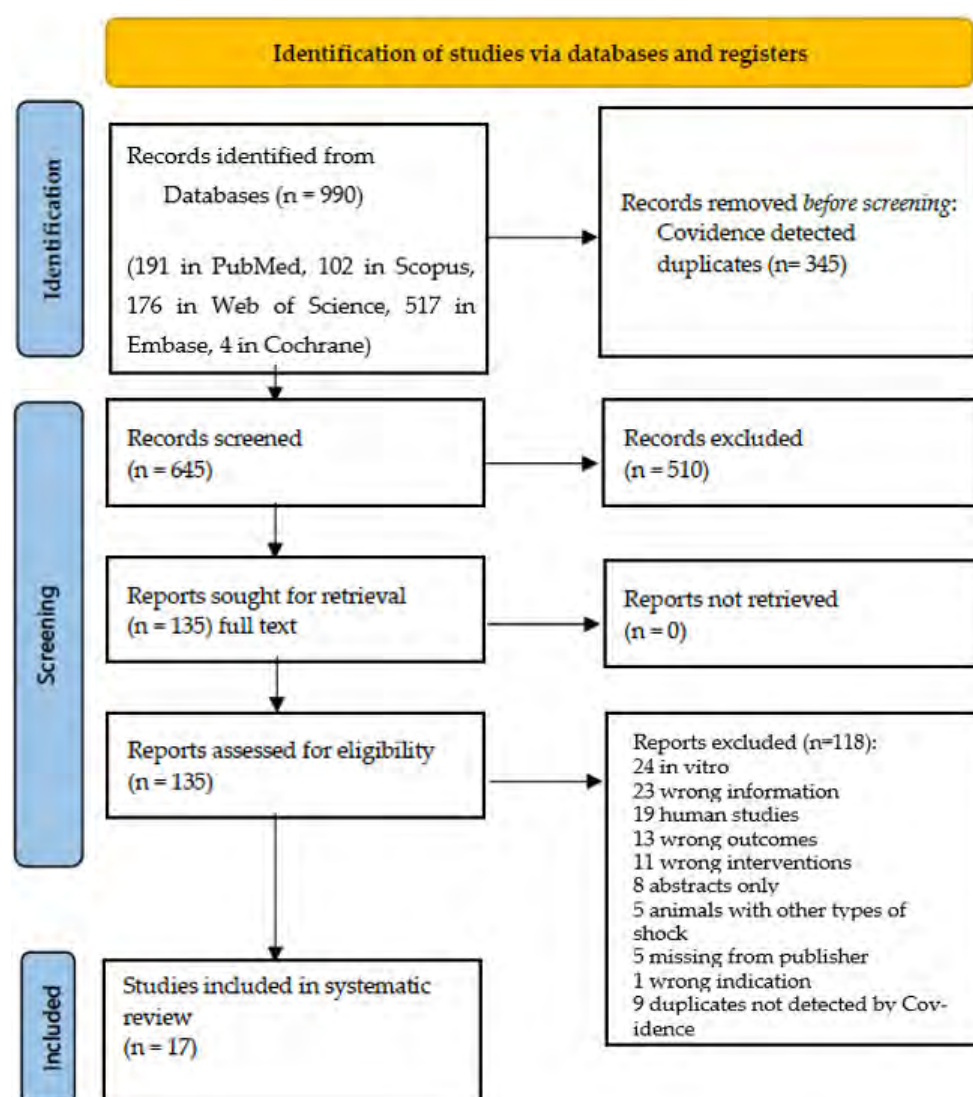 Identification of studies via databases and registers
Identification
Records identified from
Databases (n = 990)
(191 in PubMed, 102 in Scopus,
176 in Web of Science, 517 in
Embase, 4 in Cochrane)
Records removed before screening:
Covidence detected
duplicates (n= 345)
Screening
Records screened
(n = 645)
Records excluded
(n = 510)
Reports sought for retrieval
(n = 135) full text
Reports not retrieved
(n = 0)
Reports assessed for eligibility
(n = 135)
Reports excluded (n=118):
24 in vitro
23 wrong information
19 human studies
13 wrong outcomes
11 wrong interventions
8 abstracts only
5 animals with other types of
shock
5 missing from publisher
1 wrong indication
9 duplicates not detected by Cov-
idence
Included
Studies included in systematic
review
(n = 17)